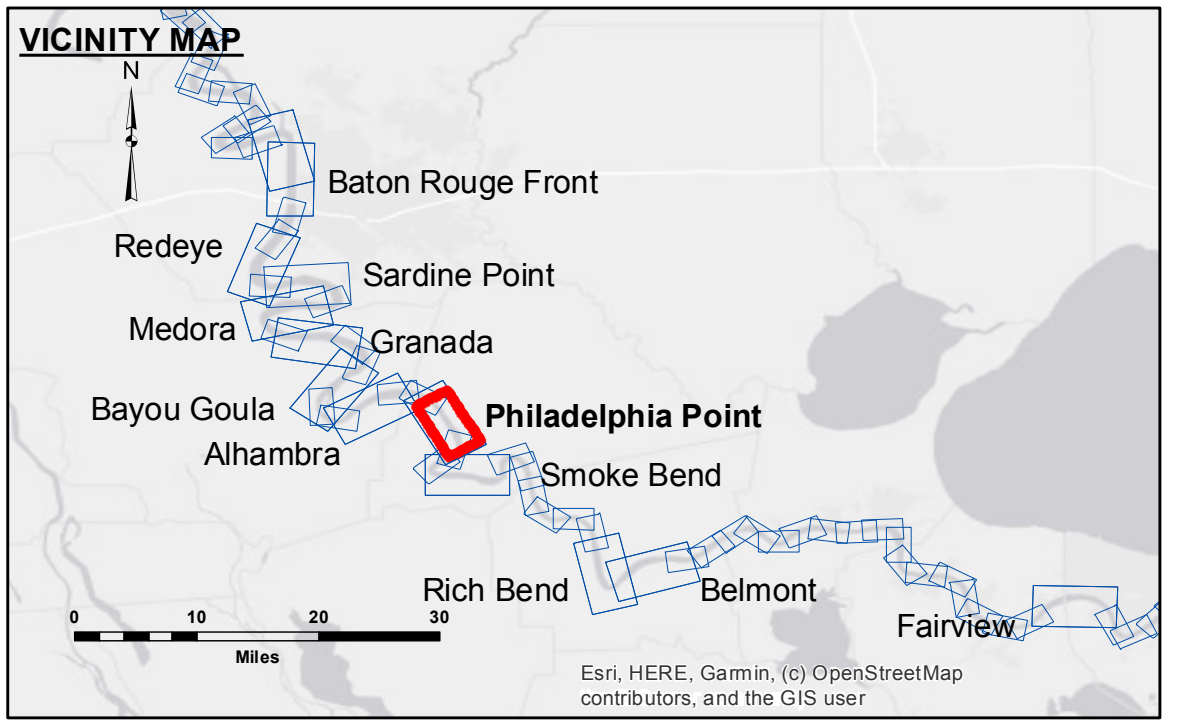 VICINITY MAP
N
Baton Rouge Front
Redeye
Sardine Point
Medora
Granada
Bayou Goula
Philadelphia Point
Alhambra
Smoke Bend
Rich Bend
Belmont
Fairview
0 10 20 30
Miles
Esri, HERE, Garmin, (c) OpenStreetMap
contributors, and the GIS user